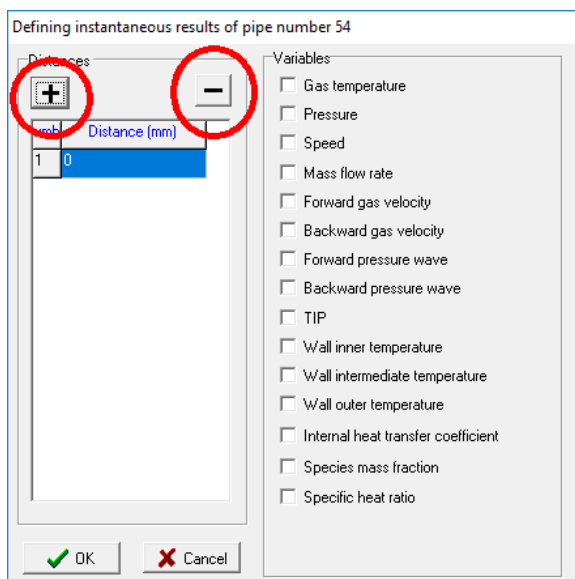 Defining instantaneous results of pipe number 54
Distances
+
−
Distance (mm)
1 0
OK
Cancel
Variables
Gas temperature
Pressure
Speed
Mass flow rate
Forward gas velocity
Backward gas velocity
Forward pressure wave
Backward pressure wave
TIP
Wall inner temperature
Wall intermediate temperature
Wall outer temperature
Internal heat transfer coefficient
Species mass fraction
Specific heat ratio